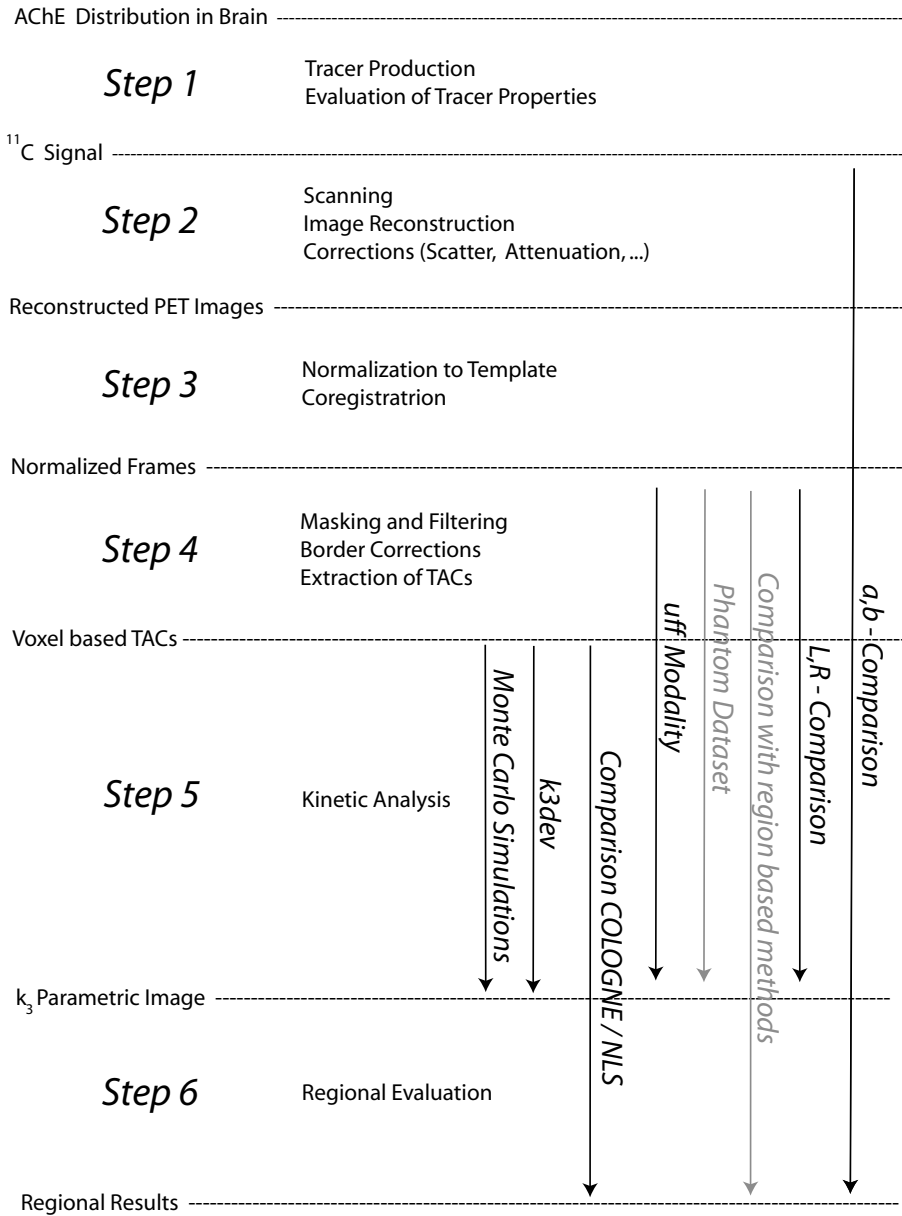 AChE Distribution in Brain
Step 1
Tracer Production
Evaluation of Tracer Properties
11C Signal
Step 2
Scanning
Image Reconstruction
Corrections (Scatter, Attenuation, ...)
Reconstructed PET Images
Step 3
Normalization to Template
Coregistratrion
Normalized Frames
Step 4
Masking and Filtering
Border Corrections
Extraction of TACs
Voxel based TACs
Step 5
Kinetic Analysis
Monte Carlo Simulations
k3dev
Comparison COLOGNE / NLS
uff Modality
Phantom Dataset
Comparison with region based methods
L,R - Comparison
a,b - Comparison
k3 Parametric Image
Step 6
Regional Evaluation
Regional Results